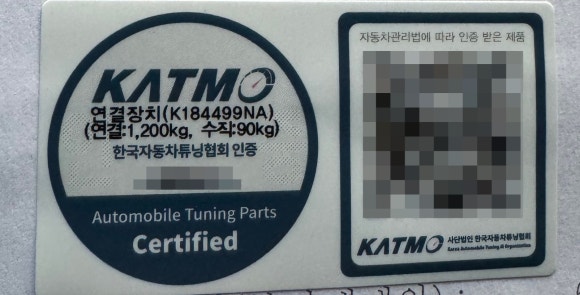 KATMO
연결장치(K184499NA)
(연결:1,200kg, 수직:90kg)
한국자동차튜닝협회 인증
Automobile Tuning Parts
Certified
자동차관리법에 따라 인증 받은 제품
KATMO 사단법인 한국자동차튜닝협회
Korea Automobile Tuning & Organization